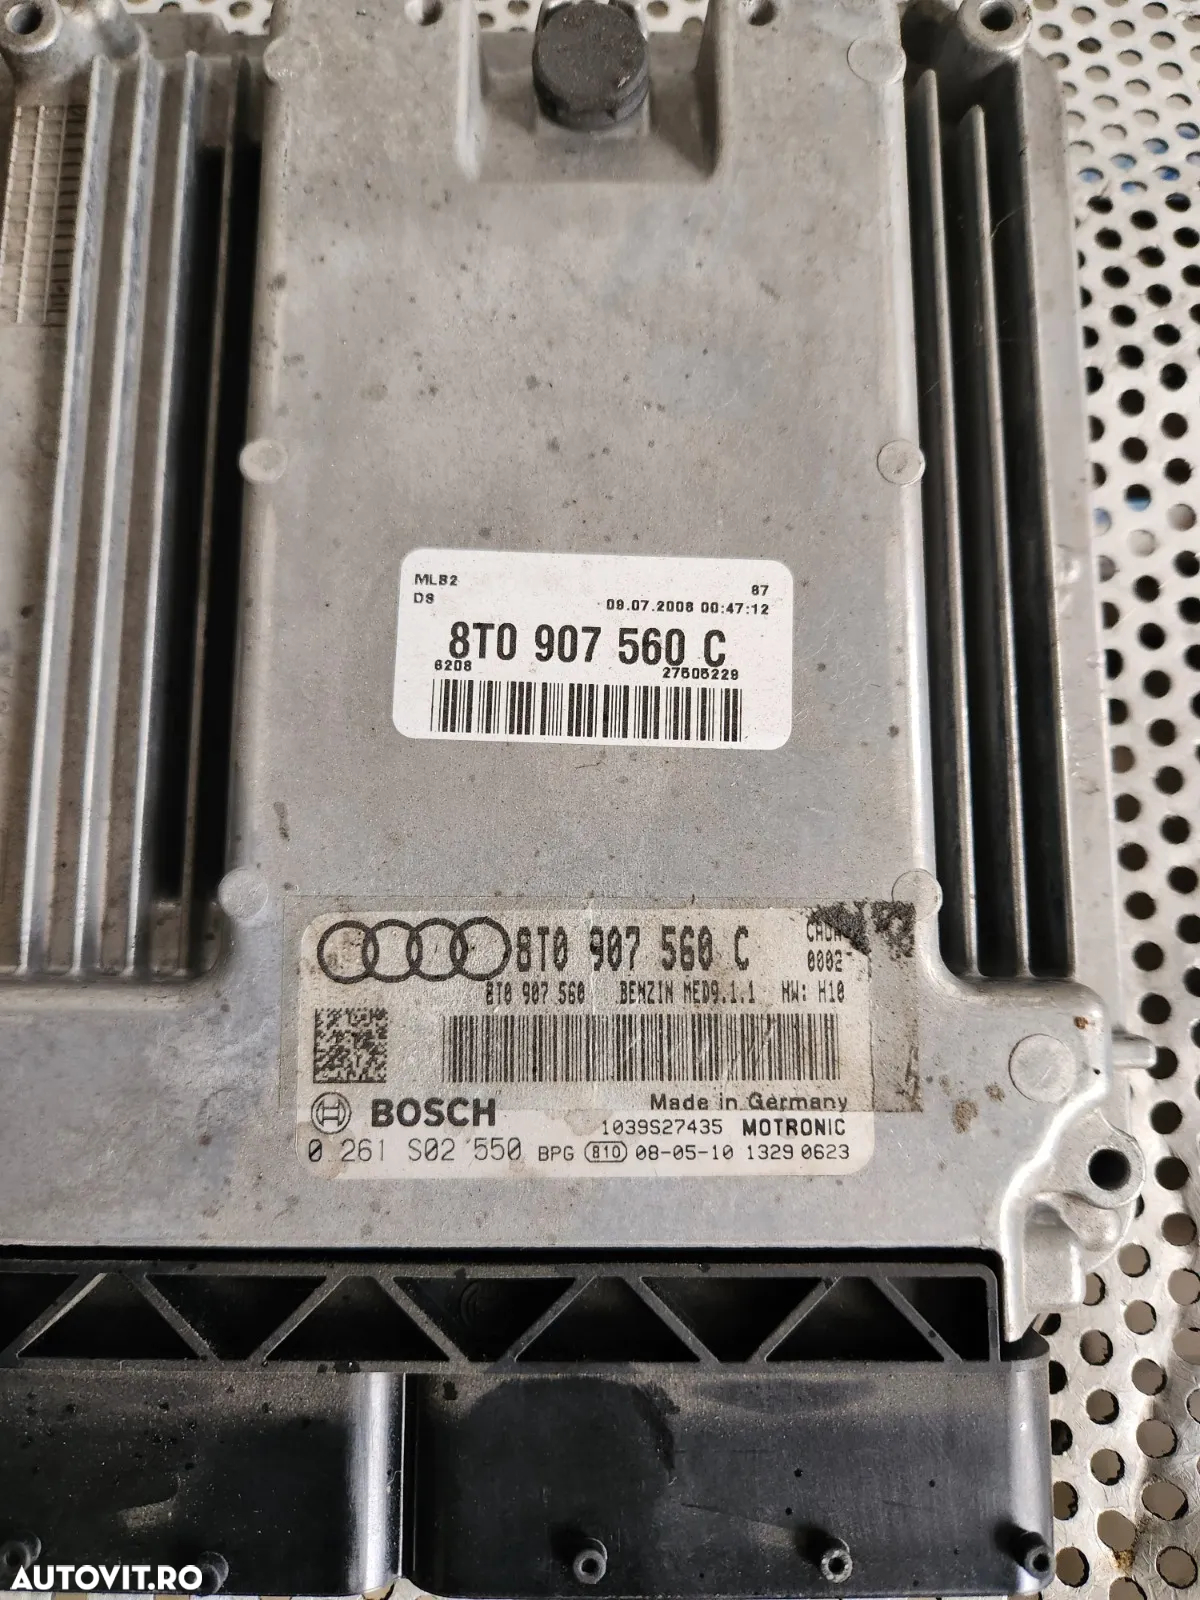 MLB2
87
DS
09.07.2008 00:47:12
8T0 907 560 C
6208
27505229
8T0 907 560 C
0002
8T0 907 560 BENZIN MED9.1.1 HW: H10
BOSCH
Made in Germany
1039S27435 MOTRONIC
0 261 S02 550 BPG 810 08-05-10 1329 0623
AUTOVIT.RO